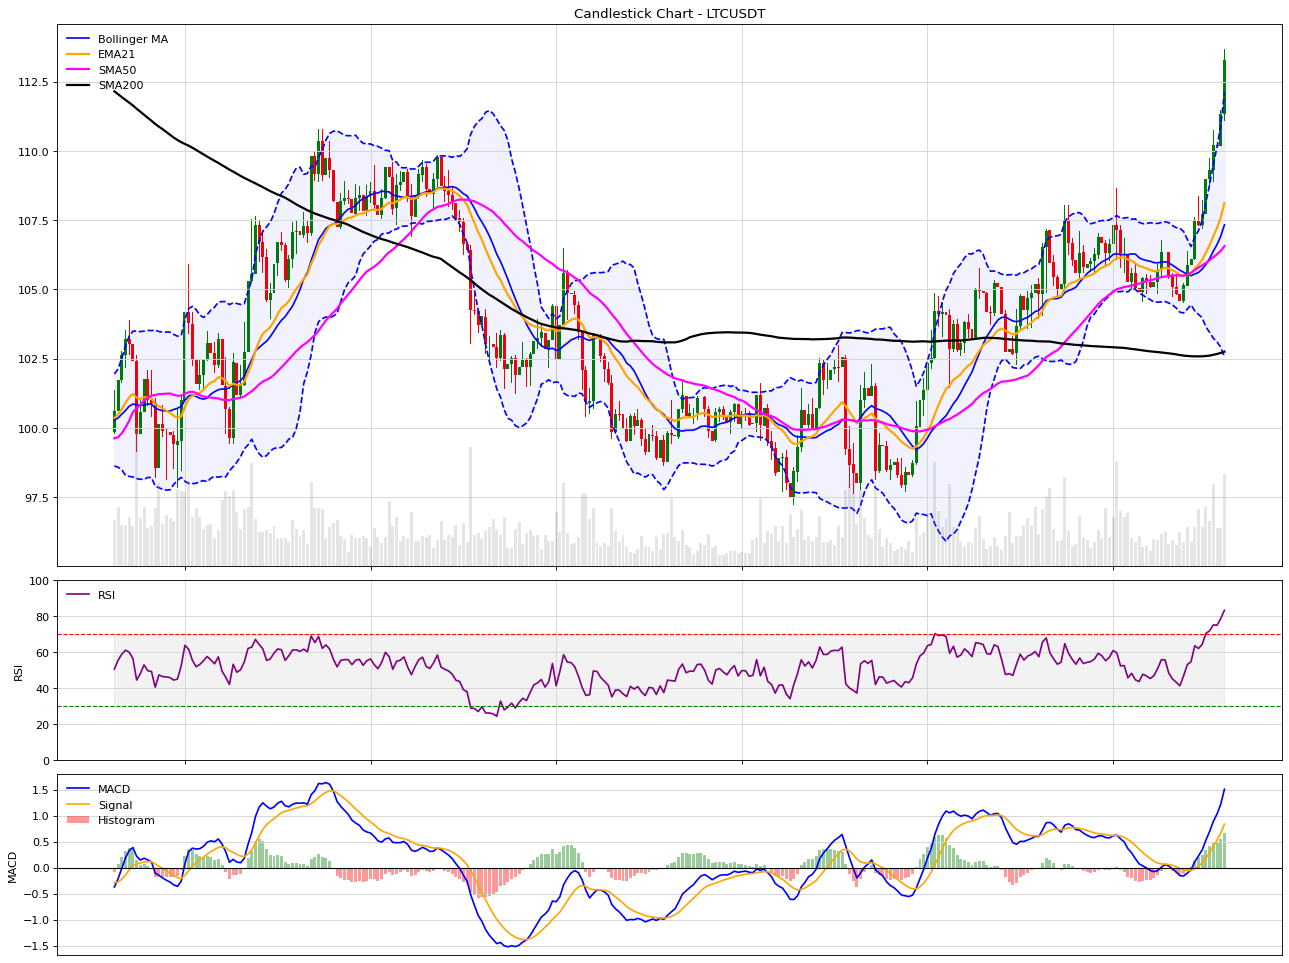 Candlestick Chart - LTCUSDT
Bollinger MA
EMA21
SMA50
SMA200
112.5
110.0
107.5
105.0
102.5
100.0
97.5
RSI
100
80
60
40
20
0
RSI
MACD
Signal
Histogram
1.5
1.0
0.5
0.0
−0.5
−1.0
−1.5
MACD